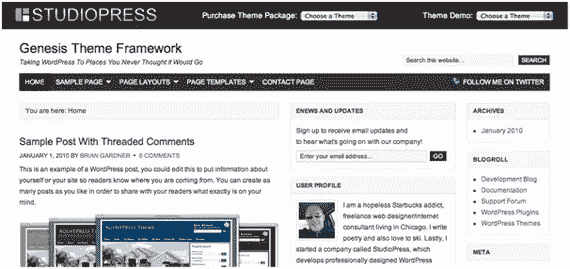 STUDIOPRESS
Purchase Theme Package: Choose a Theme
Theme Demo: Choose a Theme
Genesis Theme Framework
Taking WordPress To Places You Never Thought It Would Go
Search this website... SEARCH
HOME SAMPLE PAGE PAGE LAYOUTS PAGE TEMPLATES CONTACT PAGE FOLLOW ME ON TWITTER
You are here: Home
Sample Post With Threaded Comments
JANUARY 1, 2010 BY BRIAN GARDNER • 6 COMMENTS
This is an example of a WordPress post, you could edit this to put information about
yourself or your site so readers know where you are coming from. You can create as
many posts as you like in order to share with your readers what exactly is on your
mind.
AGENTPRESS THEME
ENEWS AND UPDATES
Sign up to receive email updates and
to hear what's going on with our company!
Enter your email address... GO
USER PROFILE
I am a hopeless Starbucks addict,
freelance web designer/internet
consultant living in Chicago. I write
poetry and also love to ski. Lastly, I
started a company called StudioPress, which
develops professionally designed WordPress
ARCHIVES
January 2010
BLOGROLL
Development Blog
Documentation
Support Forum
WordPress Plugins
WordPress Themes
META